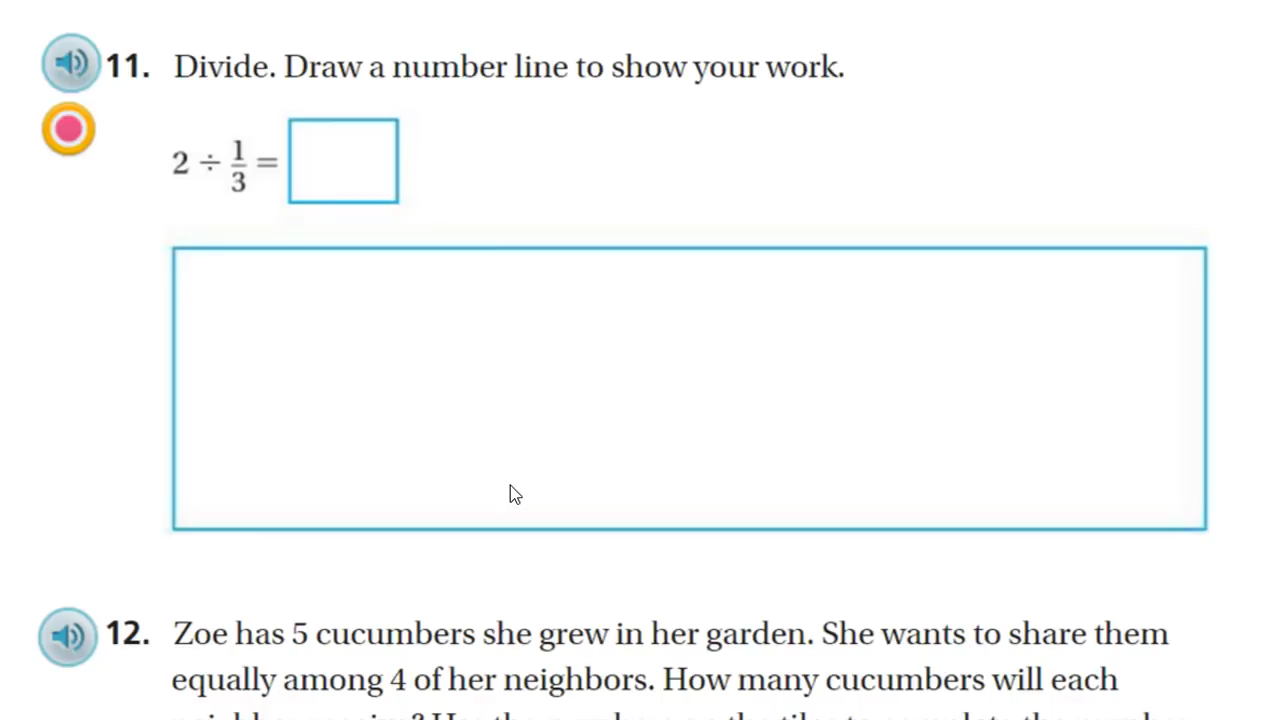 11. Divide. Draw a number line to show your work.
2 ÷ 1/3 =
12. Zoe has 5 cucumbers she grew in her garden. She wants to share them
equally among 4 of her neighbors. How many cucumbers will each